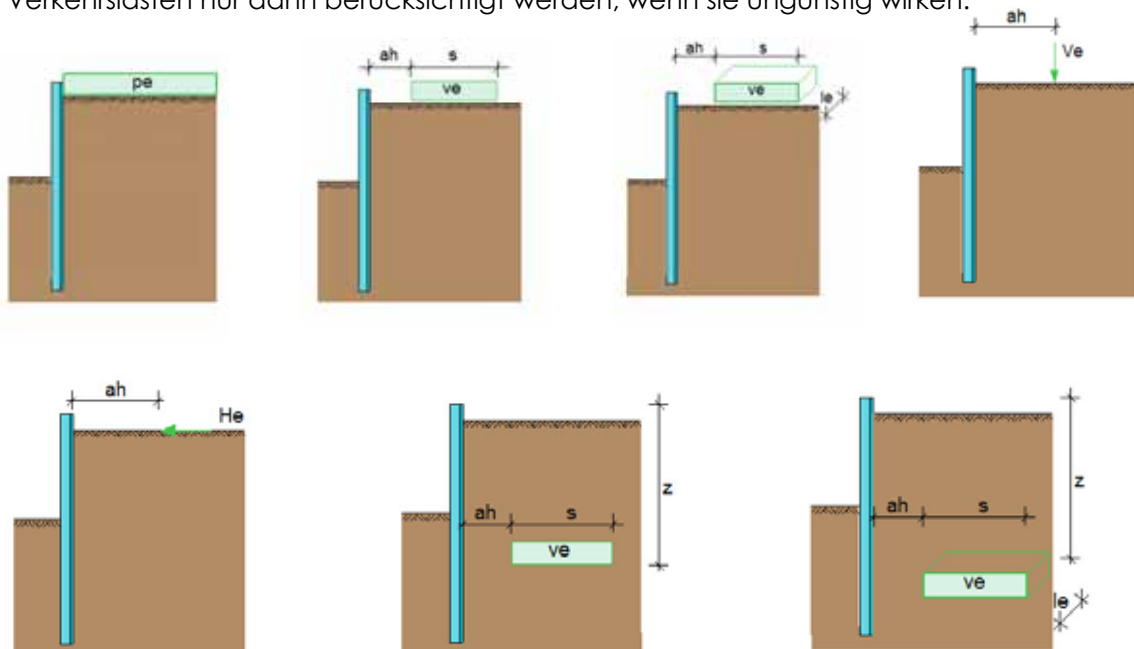 Verkehrslasten nur dann berücksichtigt werden, wenn sie ungünstig wirken.
pe
ah s
ve
ah s
ve
le
ah
Ve
ah
He
z
ah s
ve
z
ah s
ve
le